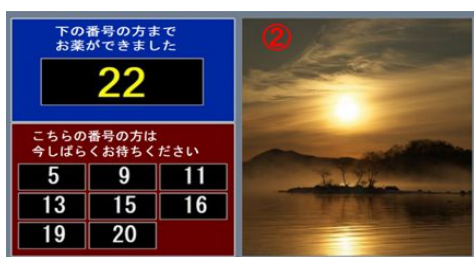 下の番号の方まで
お薬ができました
22
こちらの番号の方は
今しばらくお待ちください
5 9 11
13 15 16
19 20
②